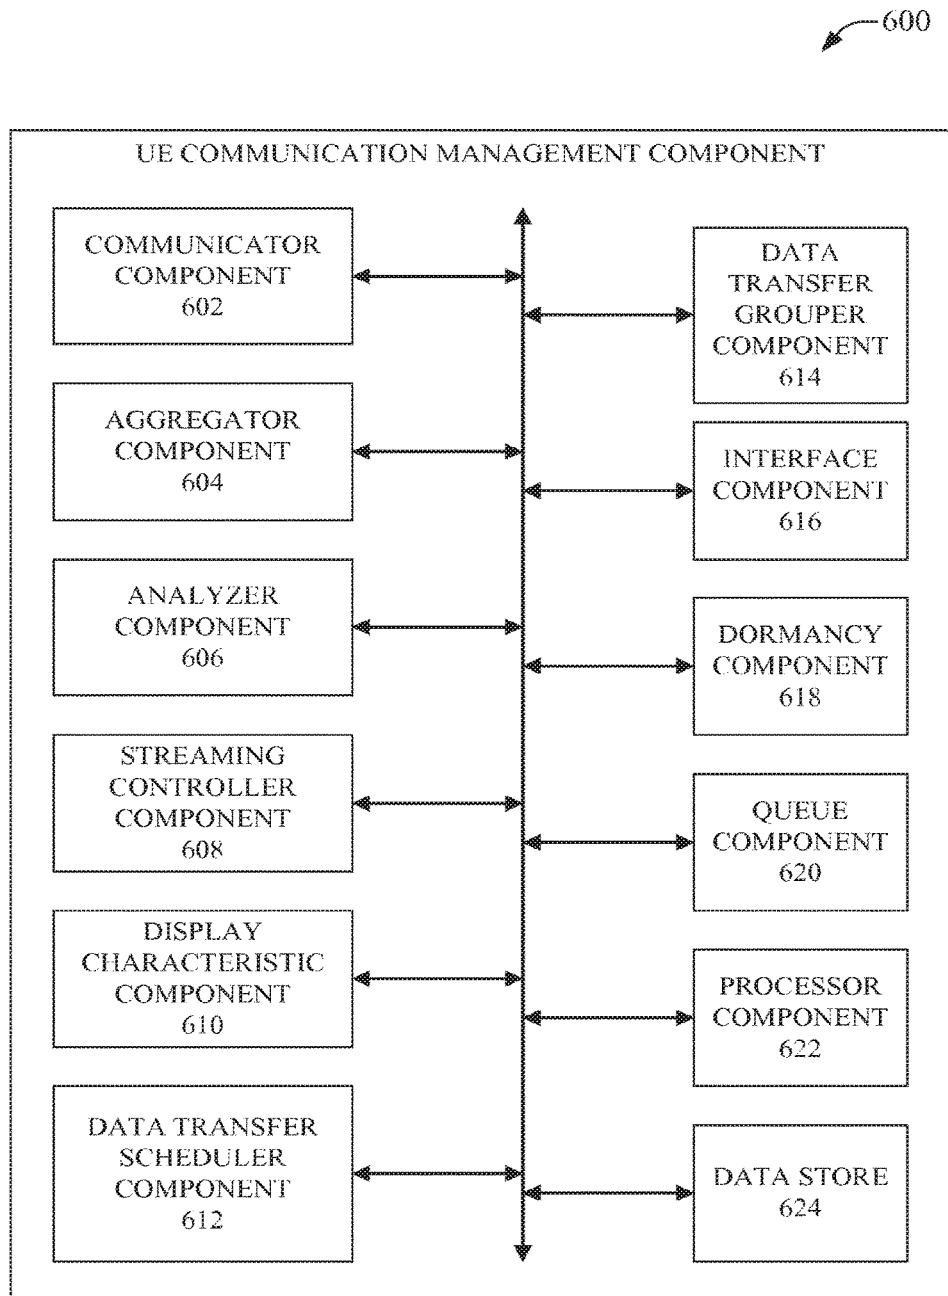 600
UE COMMUNICATION MANAGEMENT COMPONENT
COMMUNICATOR
COMPONENT
602
AGGREGATOR
COMPONENT
604
ANALYZER
COMPONENT
606
STREAMING
CONTROLLER
COMPONENT
608
DISPLAY
CHARACTERISTIC
COMPONENT
610
DATA TRANSFER
SCHEDULER
COMPONENT
612
DATA
TRANSFER
GROUPER
COMPONENT
614
INTERFACE
COMPONENT
616
DORMANCY
COMPONENT
618
QUEUE
COMPONENT
620
PROCESSOR
COMPONENT
622
DATA STORE
624